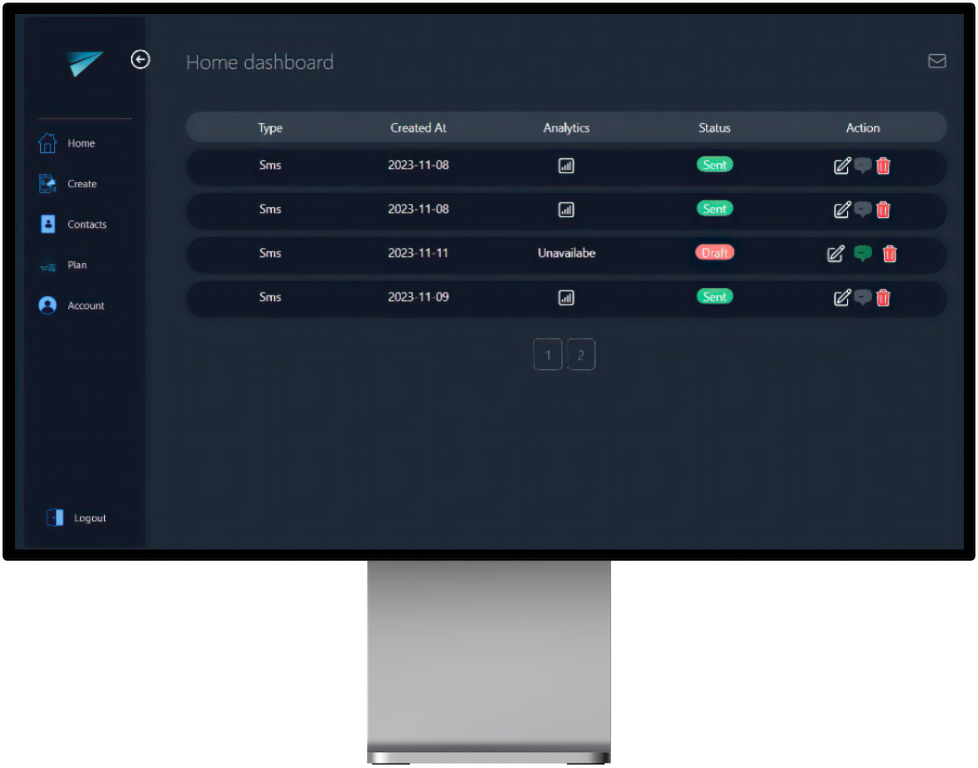 Home dashboard
Type Created At Analytics Status Action
Home
Sms 2023-11-08 Sent
Create
Sms 2023-11-08 Sent
Contacts
Sms 2023-11-11 Unavailabe Draft
Plan
Sms 2023-11-09 Sent
Account
1 2
Logout